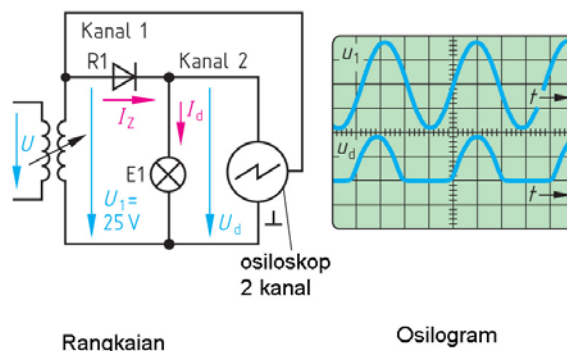 Kanal 1
R1
Kanal 2
I_Z
I_d
U
E1
U_1 =
25 V
U_d
osiloskop
2 kanal
Rangkaian
u_1
t
u_d
t
Osilogram